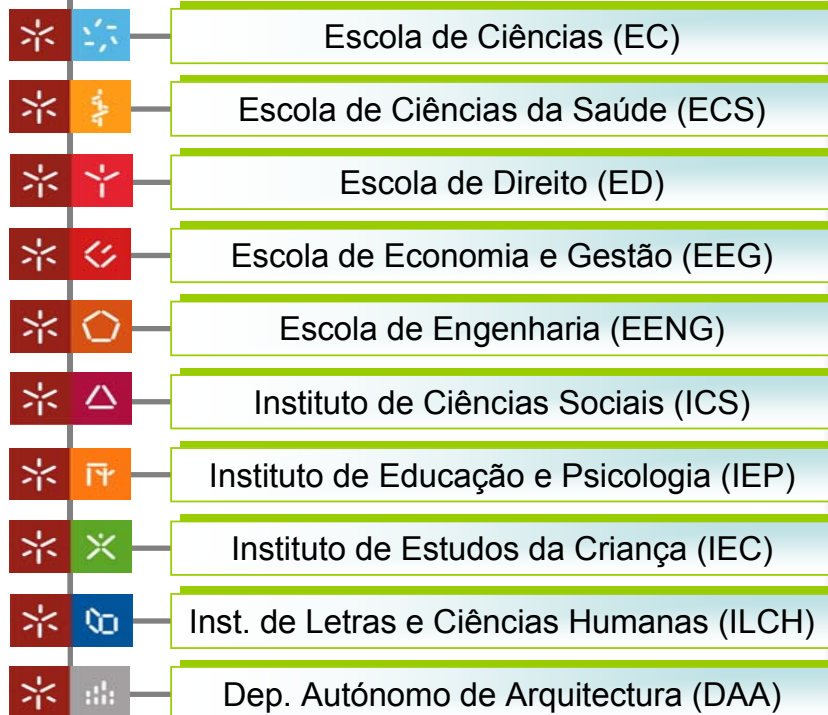 Escola de Ciências (EC)
Escola de Ciências da Saúde (ECS)
Escola de Direito (ED)
Escola de Economia e Gestão (EEG)
Escola de Engenharia (EENG)
Instituto de Ciências Sociais (ICS)
Instituto de Educação e Psicologia (IEP)
Instituto de Estudos da Criança (IEC)
Inst. de Letras e Ciências Humanas (ILCH)
Dep. Autónomo de Arquitectura (DAA)